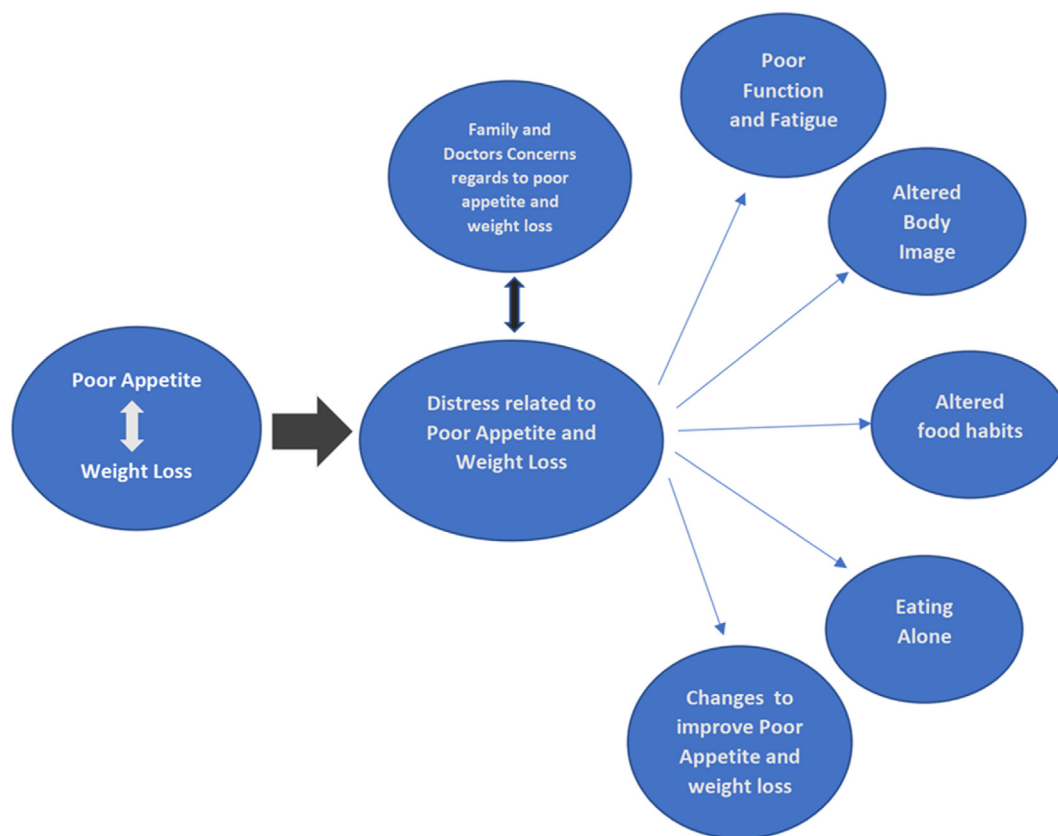 Poor Appetite
Weight Loss
Family and
Doctors Concerns
regards to poor
appetite and
weight loss
Distress related to
Poor Appetite and
Weight Loss
Poor
Function
and Fatigue
Altered
Body
Image
Altered
food habits
Eating
Alone
Changes to
improve Poor
Appetite and
weight loss